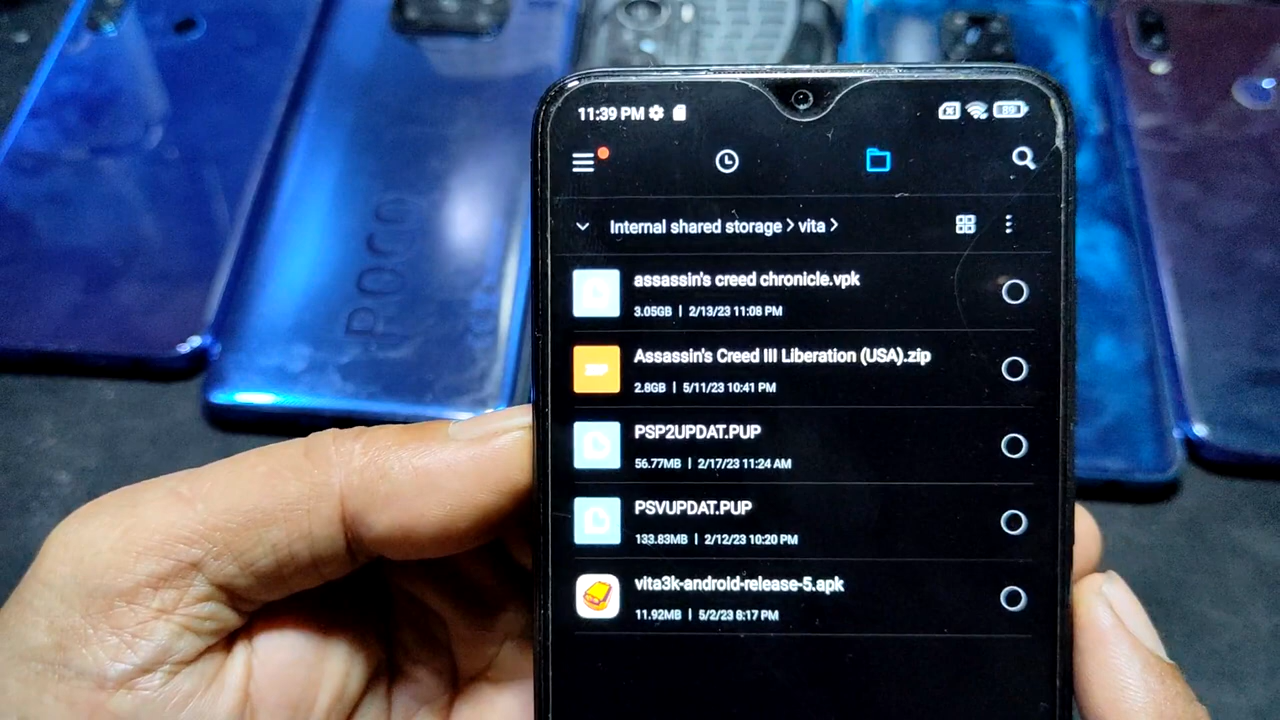 11:39 PM
89
Internal shared storage > vita >
assassin's creed chronicle.vpk
3.05GB | 2/13/23 11:08 PM
Assassin's Creed III Liberation (USA).zip
ZIP
2.8GB | 5/11/23 10:41 PM
PSP2UPDAT.PUP
56.77MB | 2/17/23 11:24 AM
PSVUPDAT.PUP
133.83MB | 2/12/23 10:20 PM
vita3k-android-release-5.apk
11.92MB | 5/2/23 8:17 PM
POCO